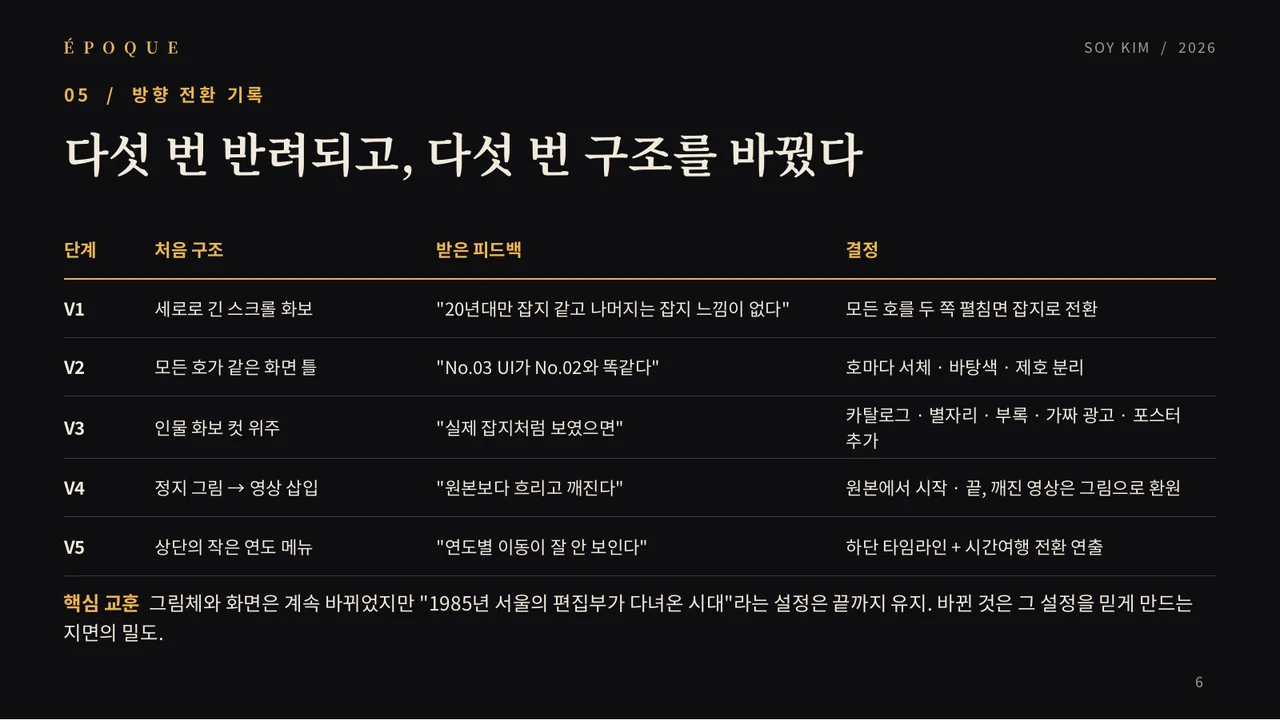 ÉPOQUE
SOY KIM / 2026
05 / 방향 전환 기록
다섯 번 반려되고, 다섯 번 구조를 바꿨다
단계 처음 구조 받은 피드백 결정
V1 세로로 긴 스크롤 화보 "20년대만 잡지 같고 나머지는 잡지 느낌이 없다" 모든 호를 두 쪽 펼침면 잡지로 전환
V2 모든 호가 같은 화면 틀 "No.03 UI가 No.02와 똑같다" 호마다 서체 · 바탕색 · 제호 분리
V3 인물 화보 컷 위주 "실제 잡지처럼 보였으면" 카탈로그 · 별자리 · 부록 · 가짜 광고 · 포스터
추가
V4 정지 그림 → 영상 삽입 "원본보다 흐리고 깨진다" 원본에서 시작 · 끝, 깨진 영상은 그림으로 환원
V5 상단의 작은 연도 메뉴 "연도별 이동이 잘 안 보인다" 하단 타임라인 + 시간여행 전환 연출
핵심 교훈 그림체와 화면은 계속 바뀌었지만 "1985년 서울의 편집부가 다녀온 시대"라는 설정은 끝까지 유지. 바뀐 것은 그 설정을 믿게 만드는
지면의 밀도.
6